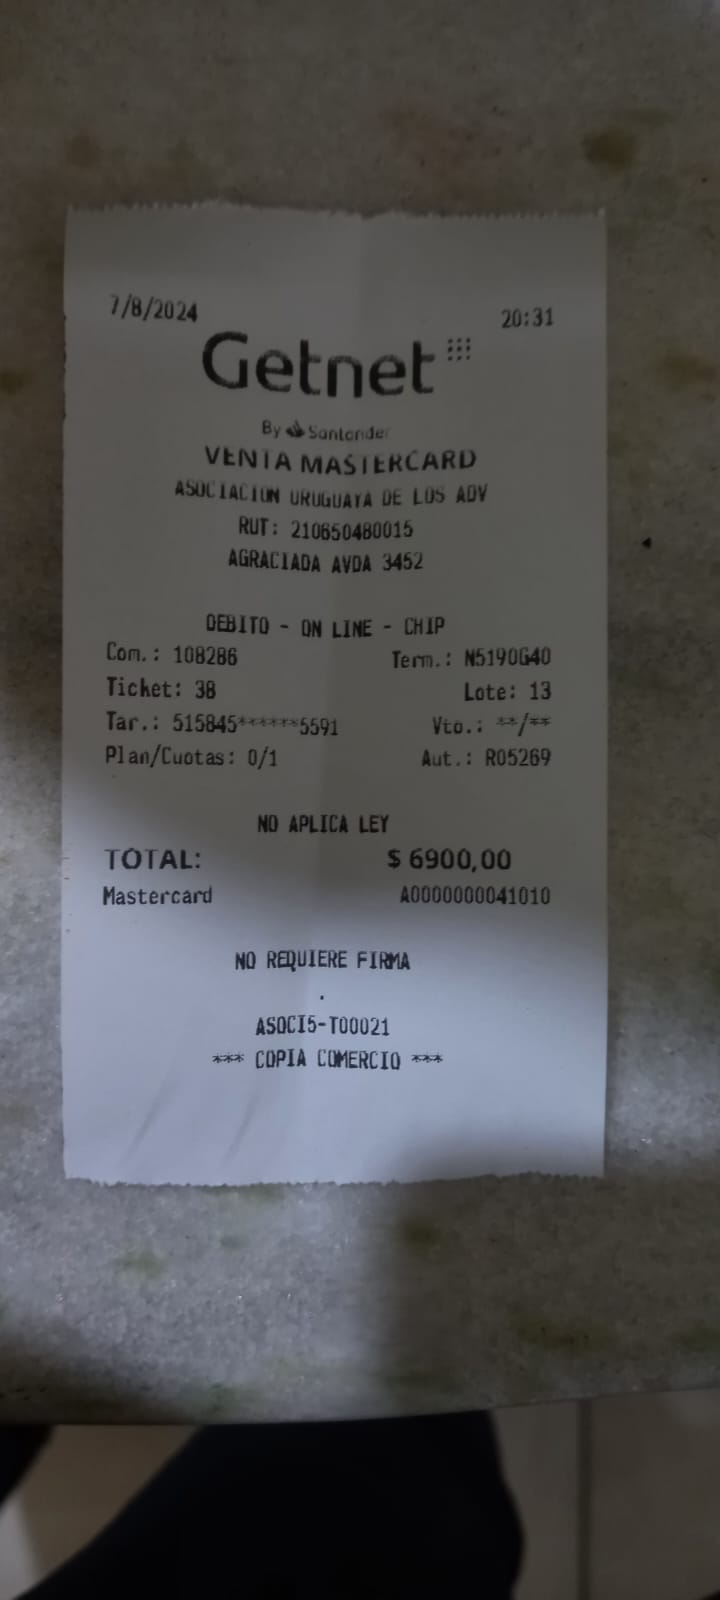 7/8/2024 20:31
Getnet
By Santander
VENTA MASTERCARD
ASOCIACION URUGUAYA DE LOS ADV
RUT: 210650480015
AGRACIADA AVDA 3452
DEBITO - ON LINE - CHIP
Com.: 108286 Term.: N5190G40
Ticket: 38 Lote: 13
Tar.: 515845******5591 Vto.: **/**
Plan/Cuotas: 0/1 Aut.: R05269
NO APLICA LEY
TOTAL: $ 6900,00
Mastercard A0000000041010
NO REQUIERE FIRMA
.
ASOCI5-T00021
*** COPIA COMERCIO ***